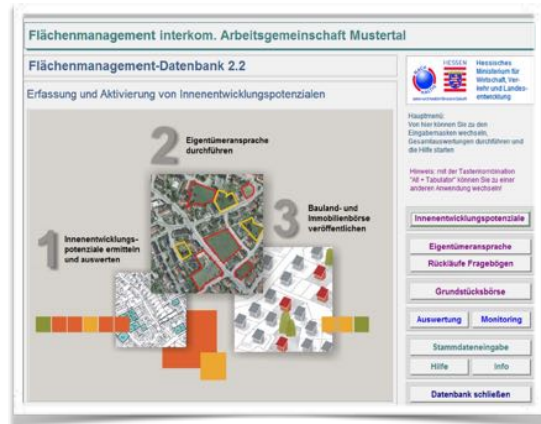 Flächenmanagement interkom. Arbeitsgemeinschaft Mustertal
Flächenmanagement-Datenbank 2.2
Erfassung und Aktivierung von Innenentwicklungspotenzialen
2
Eigentümeransprache
durchführen
3
Bauland- und
Immobilienbörse
veröffentlichen
1
Innenentwicklungs-
potenziale ermitteln
und auswerten
HESSEN
Hessisches
Ministerium für
Wirtschaft, Ver-
kehr und Landes-
entwicklung
Hauptmenü:
Von hier können Sie zu den
Eingabemasken wechseln,
Gesamtauswertungen durchführen und
die Hilfe starten
Hinweis: mit der Tastenkombination
"Alt + Tabulator" können Sie zu einer
anderen Anwendung wechseln!
Innenentwicklungspotenziale
Eigentümeransprache
Rückläufe Fragebögen
Grundstücksbörse
Auswertung Monitoring
Stammdateneingabe
Hilfe Info
Datenbank schließen